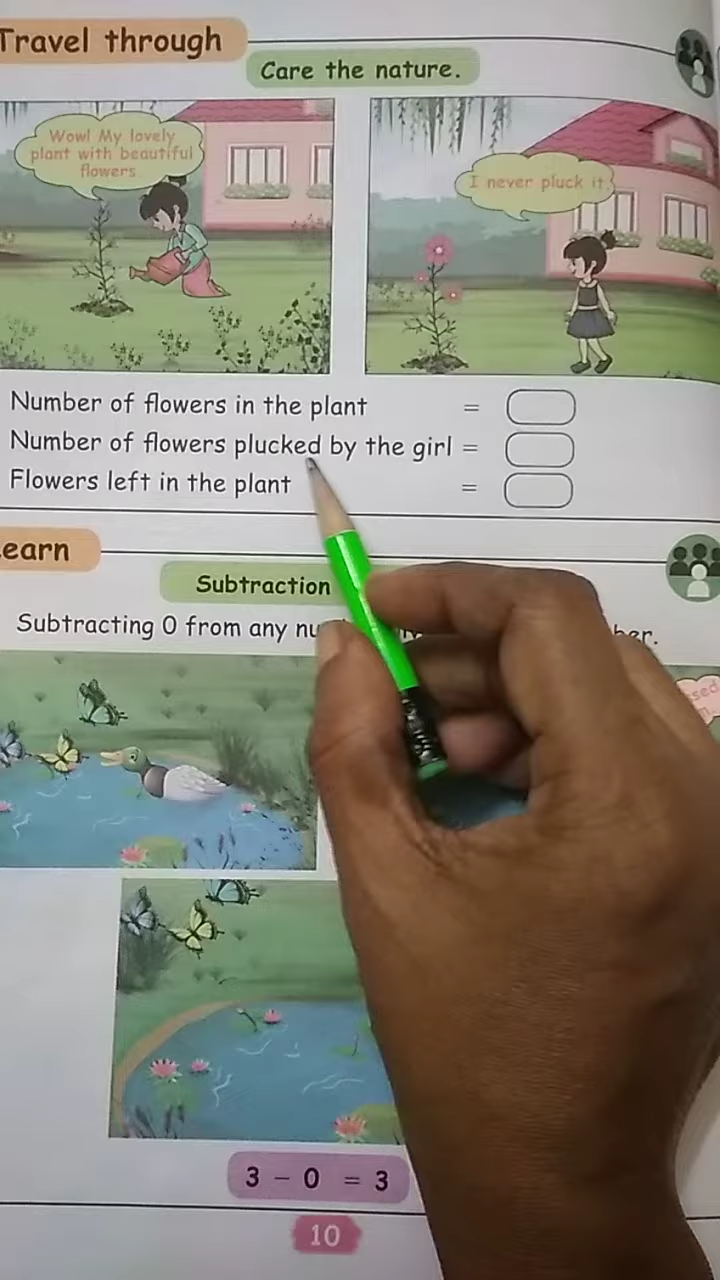 Travel through
Care the nature.
Wow! My lovely
plant with beautiful
flowers
I never pluck it.
Number of flowers in the plant =
Number of flowers plucked by the girl =
Flowers left in the plant =
earn
Subtraction
Subtracting 0 from any
3 - 0 = 3
10